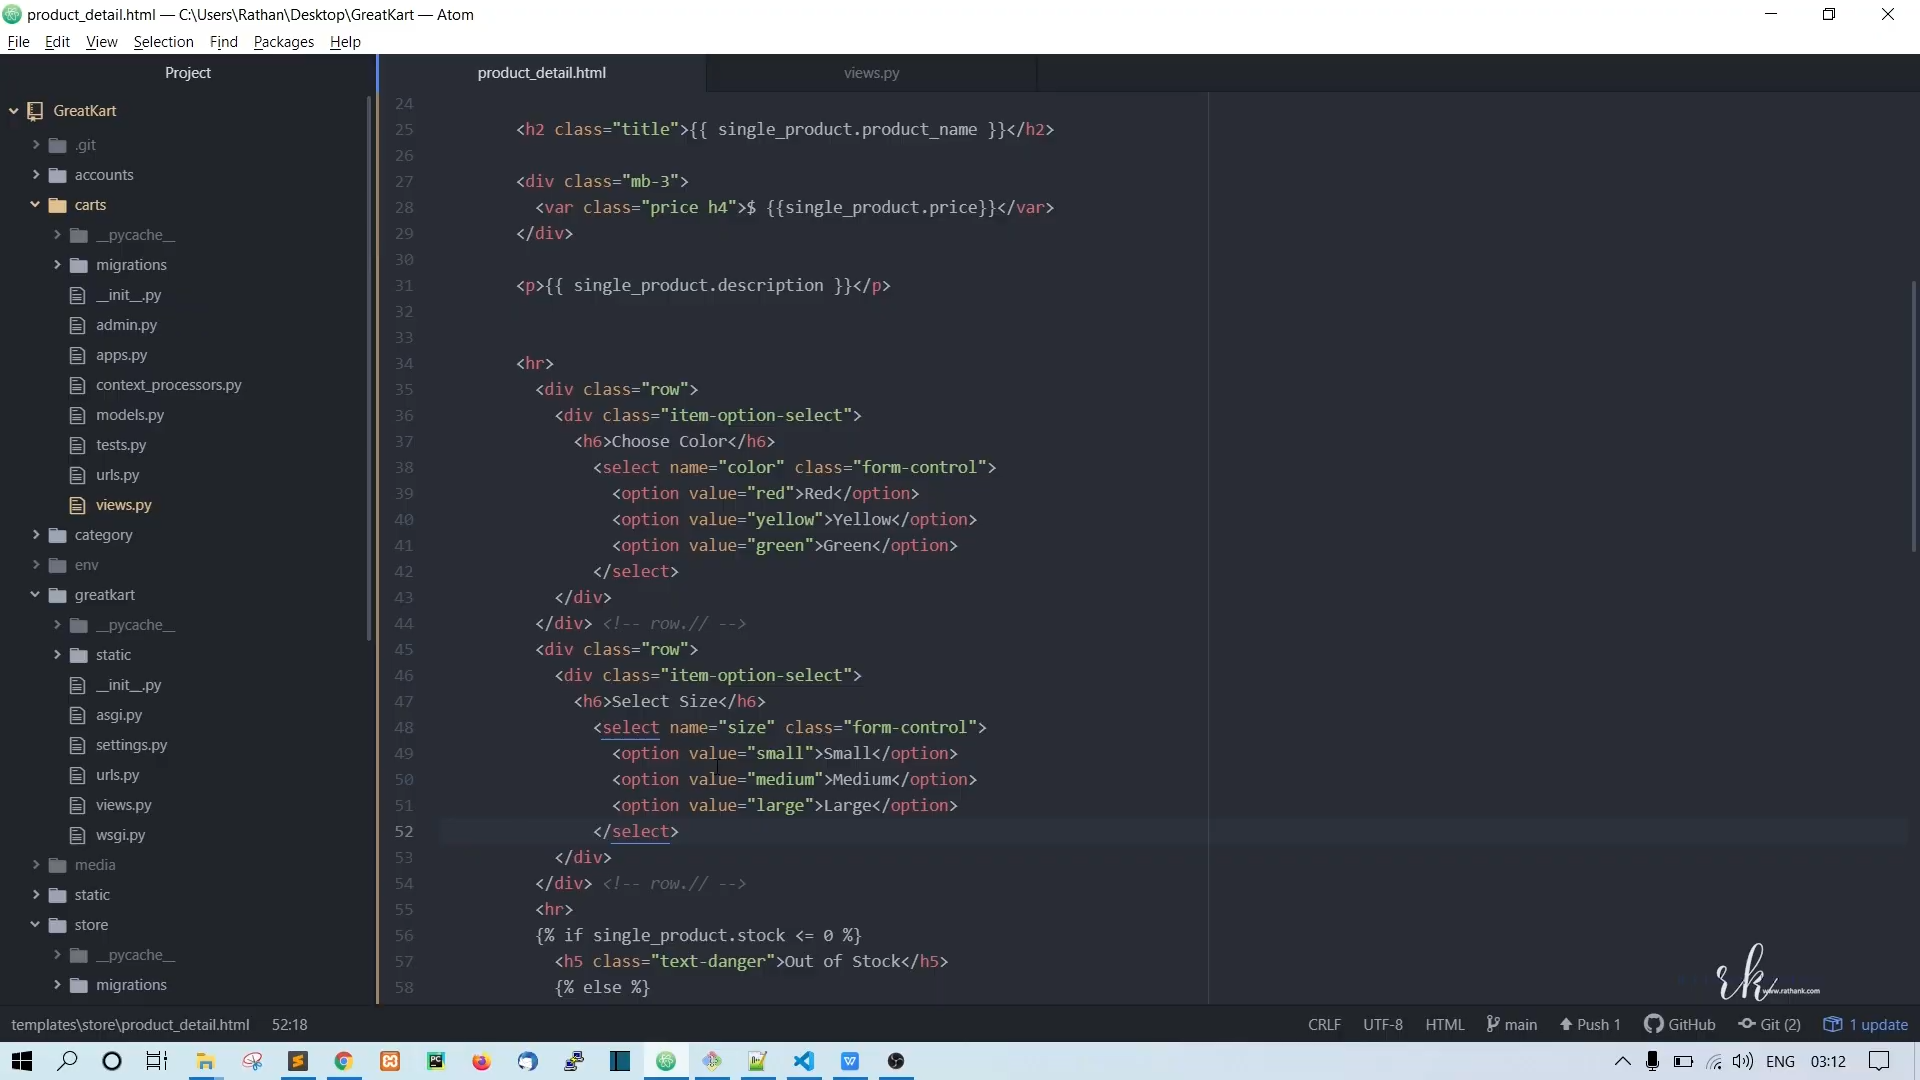 product_detail.html — C:\Users\Rathan\Desktop\GreatKart — Atom
File Edit View Selection Find Packages Help
Project
GreatKart
.git
accounts
carts
__pycache__
migrations
__init__.py
admin.py
apps.py
context_processors.py
models.py
tests.py
urls.py
views.py
category
env
greatkart
__pycache__
static
__init__.py
asgi.py
settings.py
urls.py
views.py
wsgi.py
media
static
store
__pycache__
migrations
product_detail.html views.py
24
25 <h2 class="title">{{ single_product.product_name }}</h2>
26
27 <div class="mb-3">
28 <var class="price h4">$ {{single_product.price}}</var>
29 </div>
30
31 <p>{{ single_product.description }}</p>
32
33
34 <hr>
35 <div class="row">
36 <div class="item-option-select">
37 <h6>Choose Color</h6>
38 <select name="color" class="form-control">
39 <option value="red">Red</option>
40 <option value="yellow">Yellow</option>
41 <option value="green">Green</option>
42 </select>
43 </div>
44 </div> <!-- row.// -->
45 <div class="row">
46 <div class="item-option-select">
47 <h6>Select Size</h6>
48 <select name="size" class="form-control">
49 <option value="small">Small</option>
50 <option value="medium">Medium</option>
51 <option value="large">Large</option>
52 </select>
53 </div>
54 </div> <!-- row.// -->
55 <hr>
56 {% if single_product.stock <= 0 %}
57 <h5 class="text-danger">Out of Stock</h5>
58 {% else %}
rk
www.rathank.com
templates\store\product_detail.html 52:18 CRLF UTF-8 HTML main Push 1 GitHub Git (2) 1 update
ENG 03:12